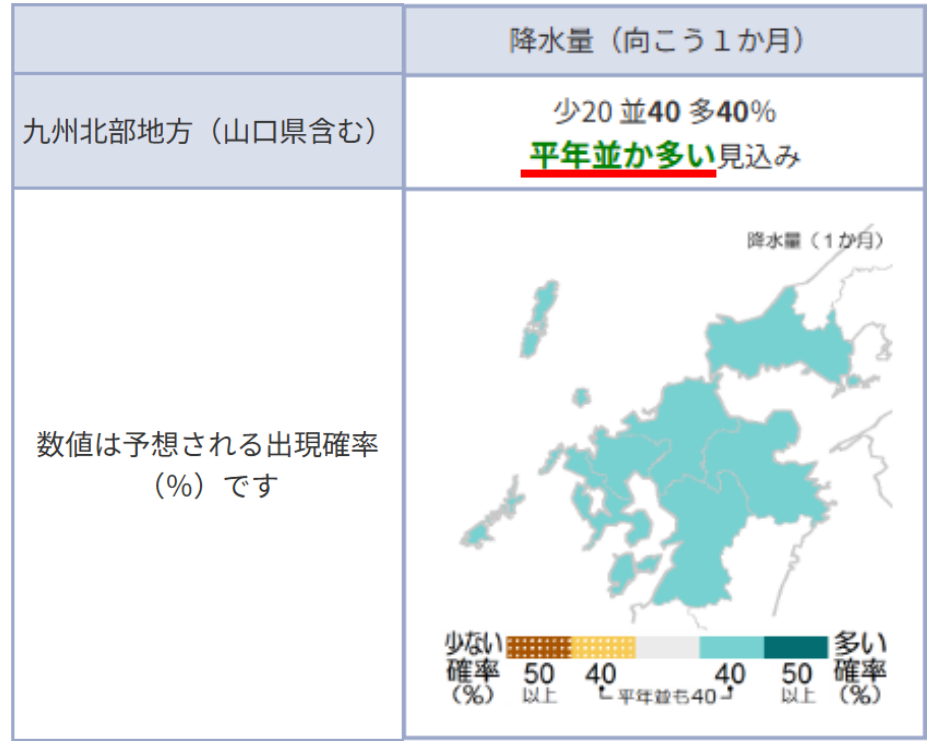 降水量（向こう１か月）
九州北部地方（山口県含む）
少20 並40 多40%
平年並か多い見込み
数値は予想される出現確率
（%）です
降水量（１か月）
少ない 多い
確率 50 40 40 50 確率
（%） 以上 平年並も40 以上 （%）